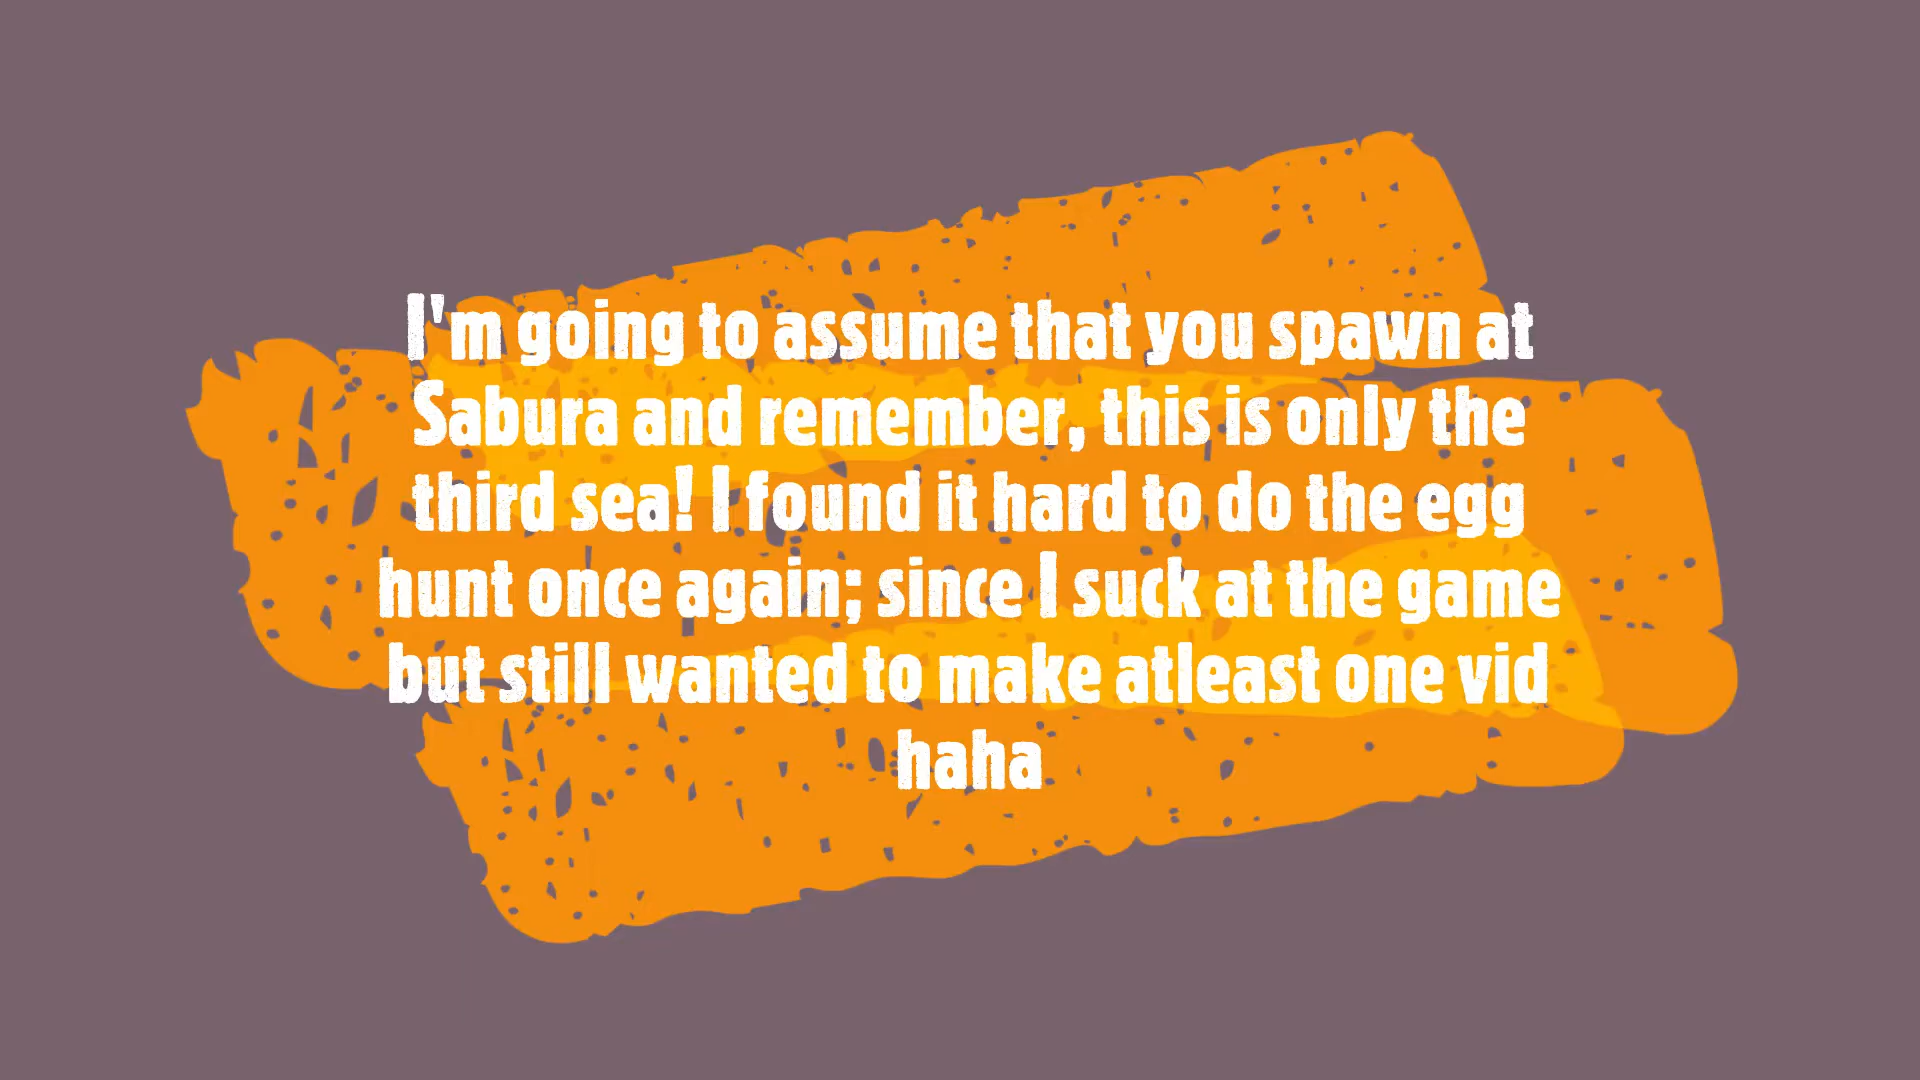 I'm going to assume that you spawn at
Sabura and remember, this is only the
third sea! I found it hard to do the egg
hunt once again; since I suck at the game
but still wanted to make atleast one vid
haha